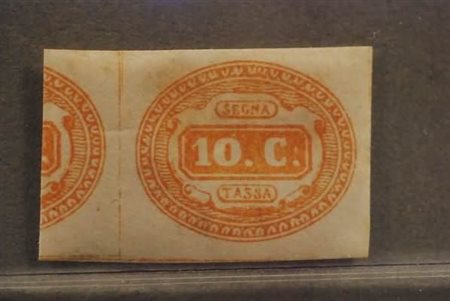 SEGNA
10. C.
TASSA